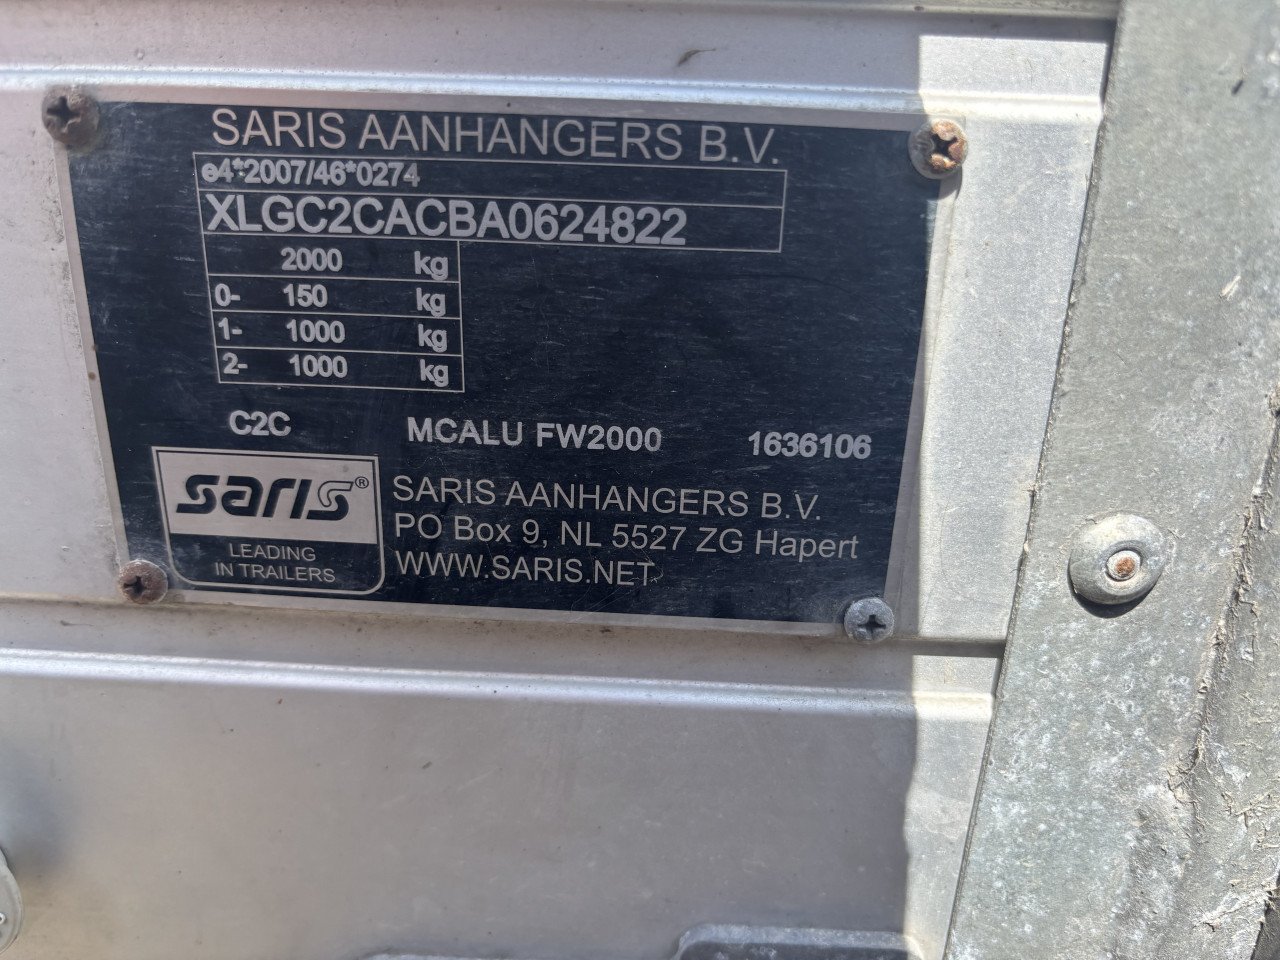 SARIS AANHANGERS B.V.
e4*2007/46*0274
XLGC2CACBA0624822
2000 kg
0- 150 kg
1- 1000 kg
2- 1000 kg
C2C MCALU FW2000 1636106
saris®
LEADING
IN TRAILERS
SARIS AANHANGERS B.V.
PO Box 9, NL 5527 ZG Hapert
WWW.SARIS.NET